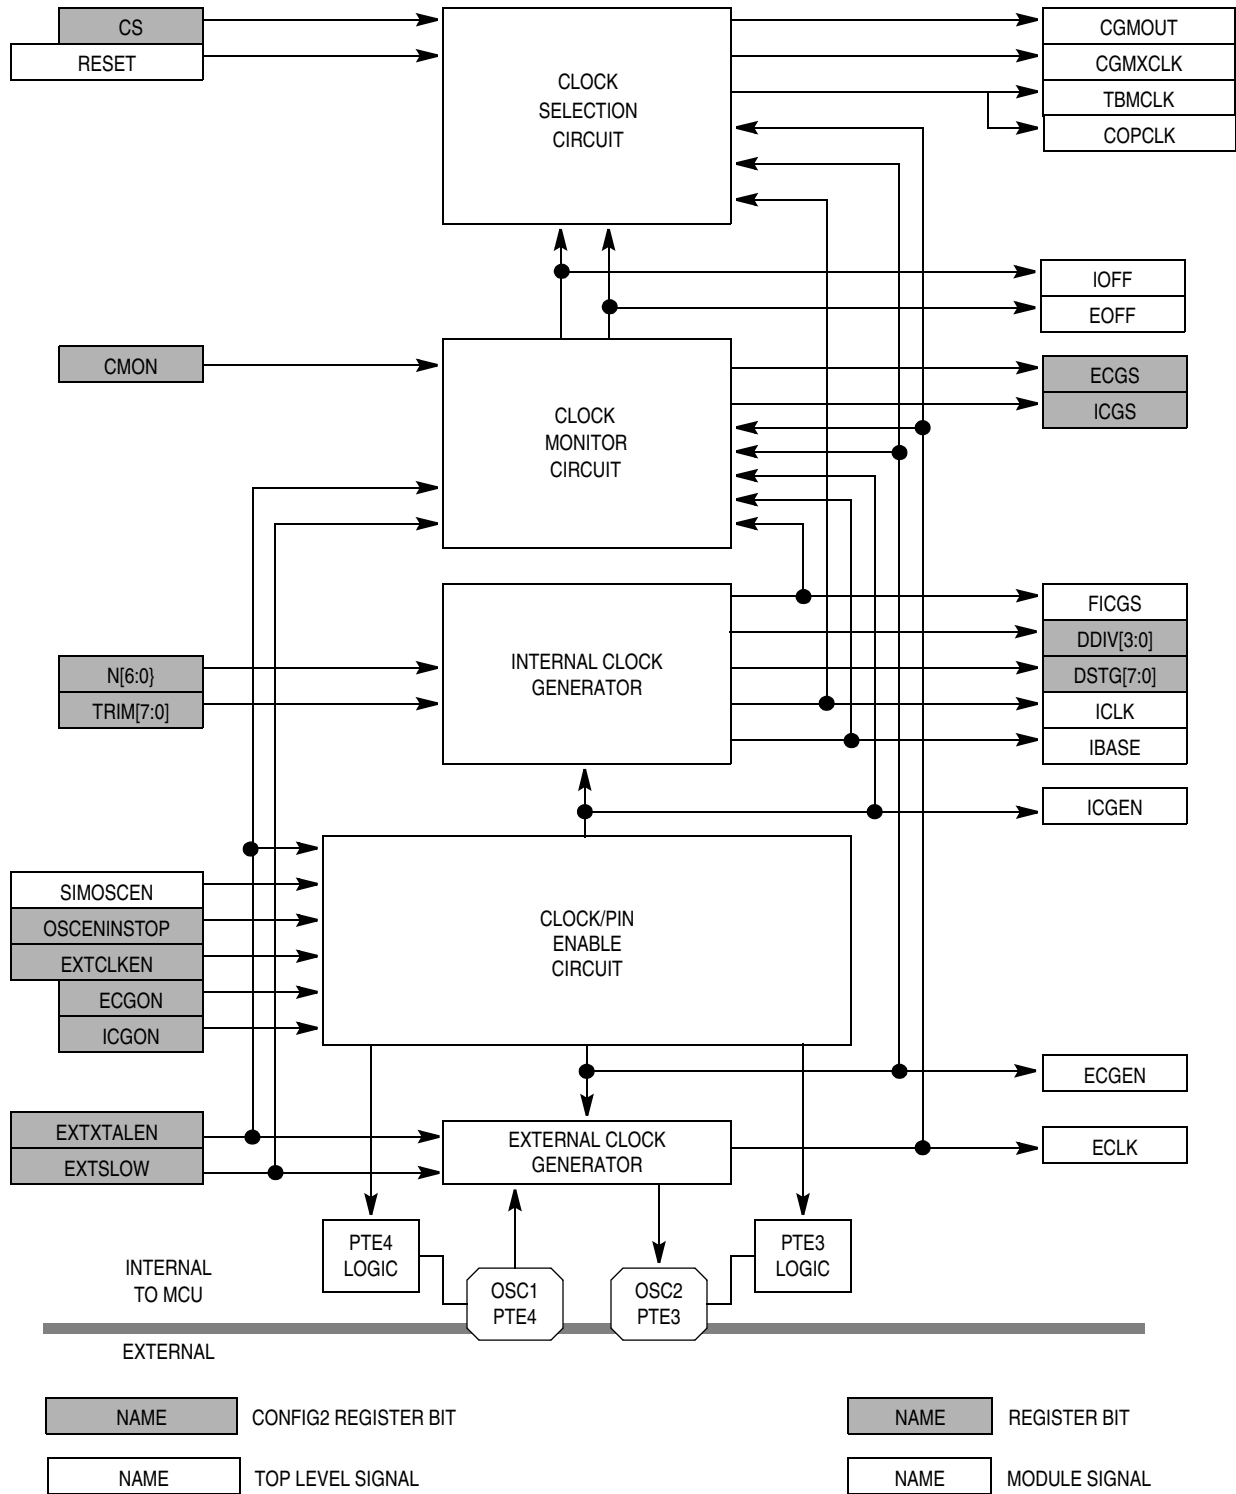 CS
RESET
CLOCK
SELECTION
CIRCUIT
CGMOUT
CGMXCLK
TBMCLK
COPCLK
IOFF
EOFF
CMON
CLOCK
MONITOR
CIRCUIT
ECGS
ICGS
N[6:0}
TRIM[7:0]
INTERNAL CLOCK
GENERATOR
FICGS
DDIV[3:0]
DSTG[7:0]
ICLK
IBASE
ICGEN
SIMOSCEN
OSCENINSTOP
EXTCLKEN
ECGON
ICGON
CLOCK/PIN
ENABLE
CIRCUIT
ECGEN
EXTXTALEN
EXTSLOW
EXTERNAL CLOCK
GENERATOR
ECLK
PTE4
LOGIC
PTE3
LOGIC
OSC1
PTE4
OSC2
PTE3
INTERNAL
TO MCU
EXTERNAL
NAME CONFIG2 REGISTER BIT
NAME REGISTER BIT
NAME TOP LEVEL SIGNAL
NAME MODULE SIGNAL